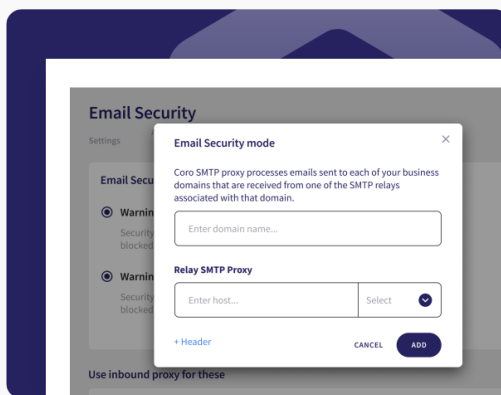 Email Security
Settings
Email Security mode
Coro SMTP proxy processes emails sent to each of your business
domains that are received from one of the SMTP relays
associated with that domain.
Enter domain name...
Relay SMTP Proxy
Enter host...
Select
+ Header
CANCEL
ADD
Email Secu
Warnin
Security
blocked
Warnin
Security
blocked
Use inbound proxy for these